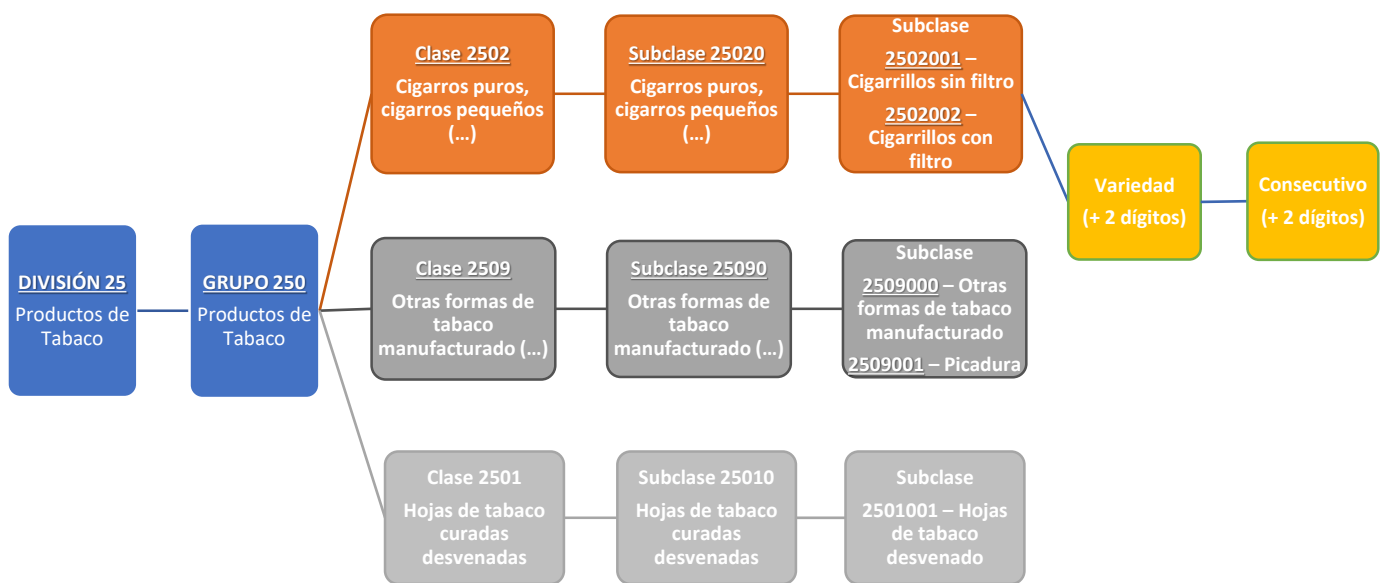 DIVISIÓN 25
Productos de
Tabaco
GRUPO 250
Productos de
Tabaco
Clase 2502
Cigarros puros,
cigarros pequeños
(...)
Subclase 25020
Cigarros puros,
cigarros pequeños
(...)
Subclase
2502001 –
Cigarrillos sin filtro
2502002 –
Cigarrillos con
filtro
Variedad
(+ 2 dígitos)
Consecutivo
(+ 2 dígitos)
Clase 2509
Otras formas de
tabaco
manufacturado (...)
Subclase 25090
Otras formas de
tabaco
manufacturado (...)
Subclase
2509000 – Otras
formas de tabaco
manufacturado
2509001 – Picadura
Clase 2501
Hojas de tabaco
curadas
desvenadas
Subclase 25010
Hojas de tabaco
curadas
desvenadas
Subclase
2501001 – Hojas
de tabaco
desvenado